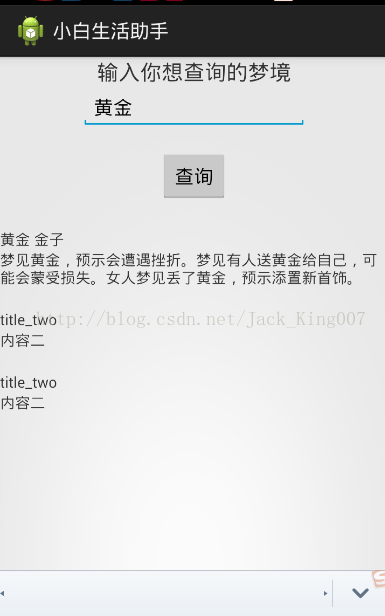 小白生活助手
输入你想查询的梦境
黄金
查询
黄金 金子
梦见黄金，预示会遭遇挫折。梦见有人送黄金给自己，可
能会蒙受损失。女人梦见丢了黄金，预示添置新首饰。
title_two
http://blog.csdn.net/Jack_King007
内容二
title_two
内容二